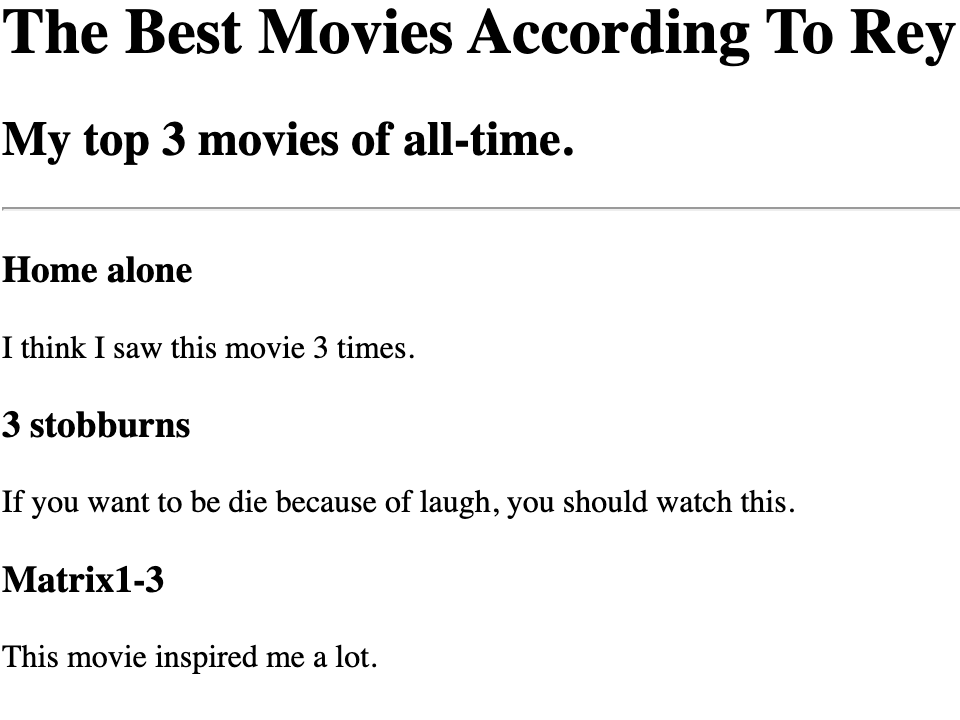 The Best Movies According To Rey
My top 3 movies of all-time.
Home alone
I think I saw this movie 3 times.
3 stobburns
If you want to be die because of laugh, you should watch this.
Matrix1-3
This movie inspired me a lot.